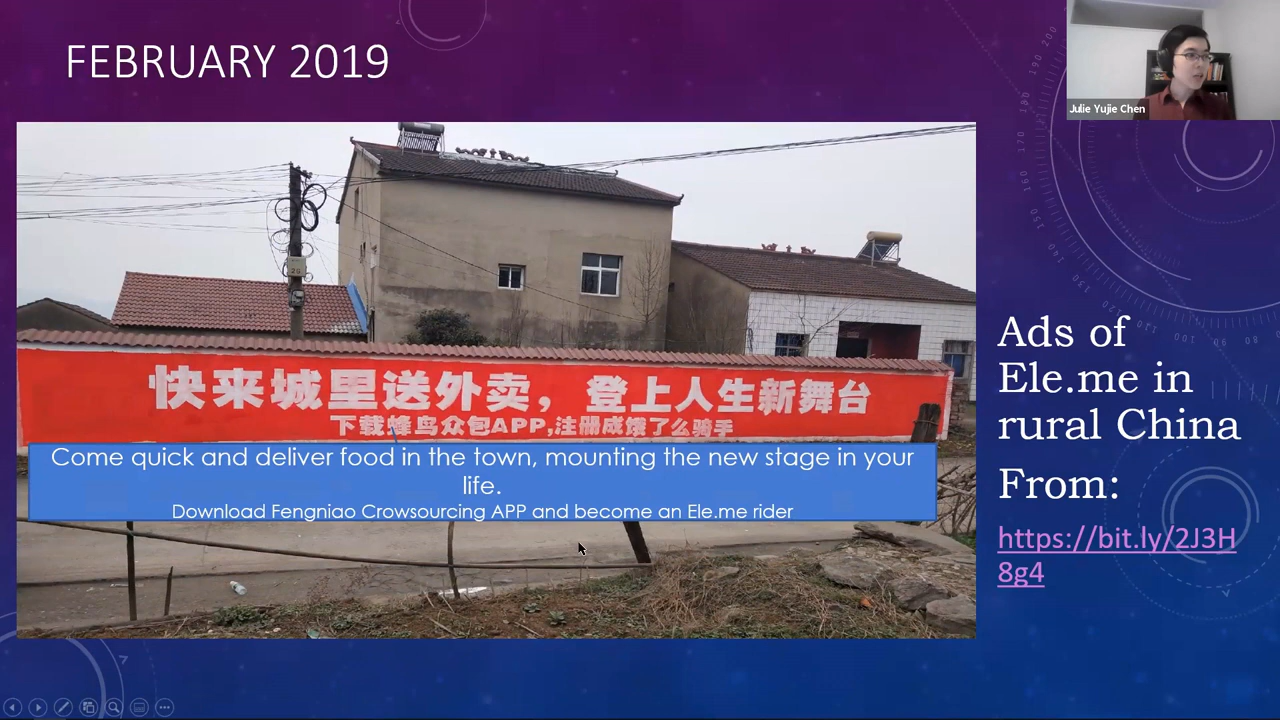 FEBRUARY 2019
Julie Yujie Chen
快来城里送外卖，登上人生新舞台
下载蜂鸟众包APP,注册成饿了么骑手
Come quick and deliver food in the town, mounting the new stage in your
life.
Download Fengniao Crowsourcing APP and become an Ele.me rider
Ads of
Ele.me in
rural China
From:
https://bit.ly/2J3H
8g4